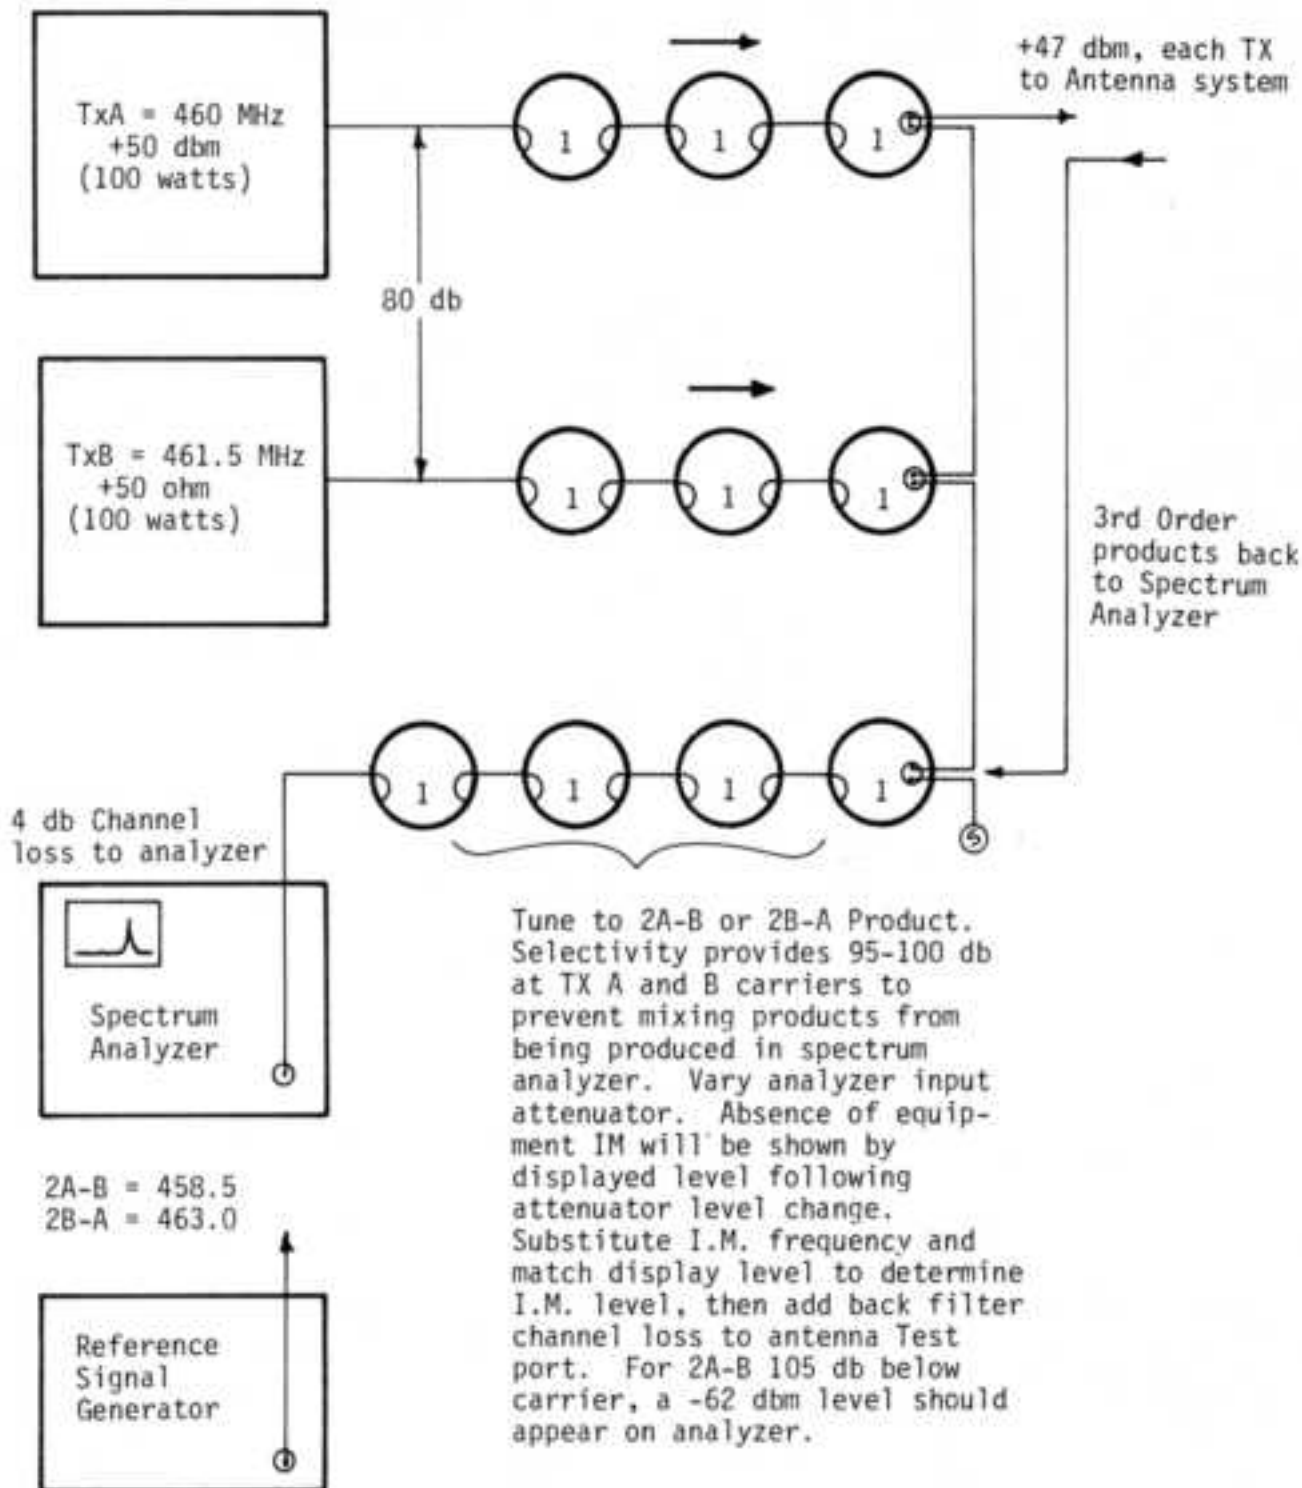 TxA = 460 MHz
+50 dbm
(100 watts)
1
1
1
+47 dbm, each TX
to Antenna system
80 db
TxB = 461.5 MHz
+50 ohm
(100 watts)
1
1
1
3rd Order
products back
to Spectrum
Analyzer
1
1
1
1
S
4 db Channel
loss to analyzer
Spectrum
Analyzer
2A-B = 458.5
2B-A = 463.0
Reference
Signal
Generator
Tune to 2A-B or 2B-A Product.
Selectivity provides 95-100 db
at TX A and B carriers to
prevent mixing products from
being produced in spectrum
analyzer. Vary analyzer input
attenuator. Absence of equip-
ment IM will be shown by
displayed level following
attenuator level change.
Substitute I.M. frequency and
match display level to determine
I.M. level, then add back filter
channel loss to antenna Test
port. For 2A-B 105 db below
carrier, a -62 dbm level should
appear on analyzer.